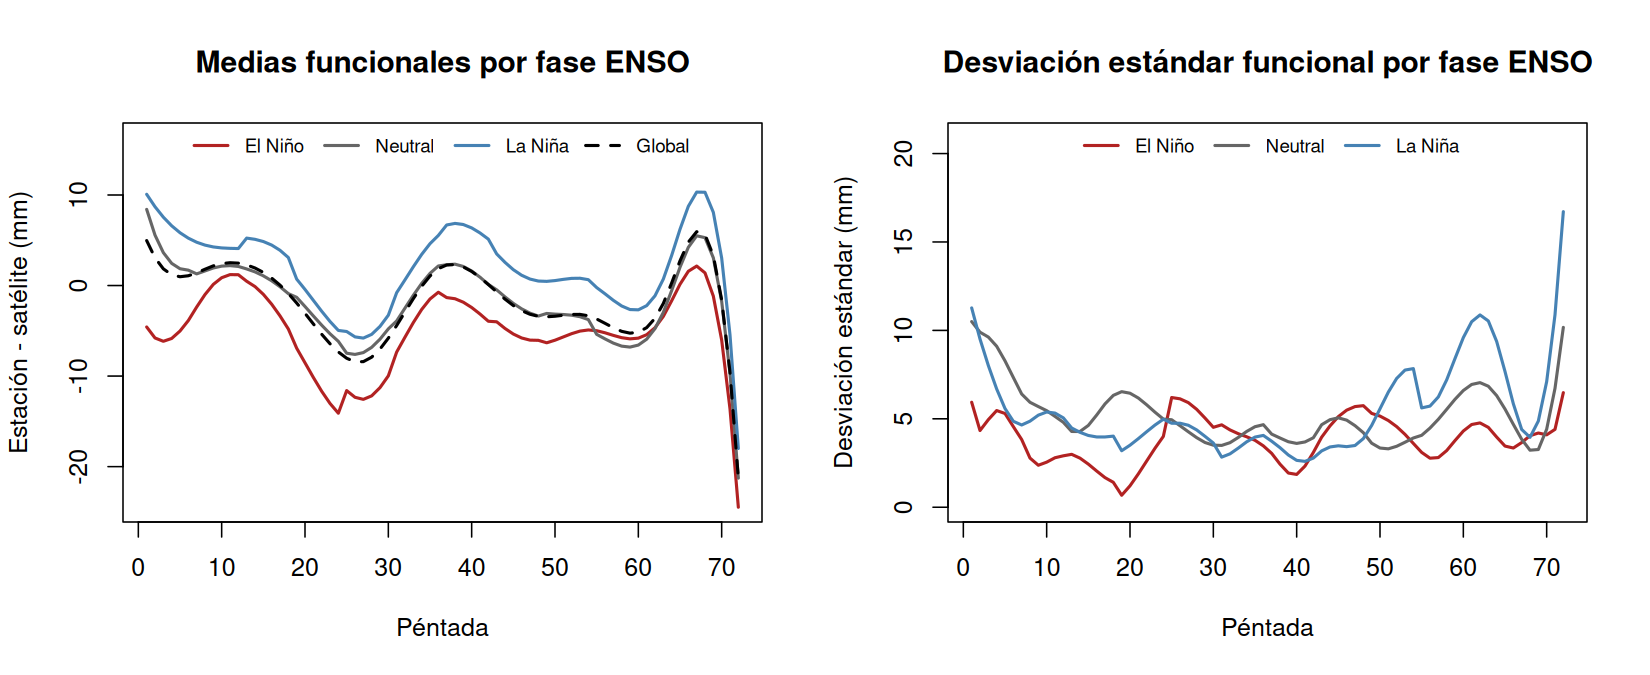 Medias funcionales por fase ENSO
El Niño Neutral La Niña Global
Estación - satélite (mm)
10
0
-10
-20
0 10 20 30 40 50 60 70
Péntada
Desviación estándar funcional por fase ENSO
El Niño Neutral La Niña
Desviación estándar (mm)
20
15
10
5
0
0 10 20 30 40 50 60 70
Péntada